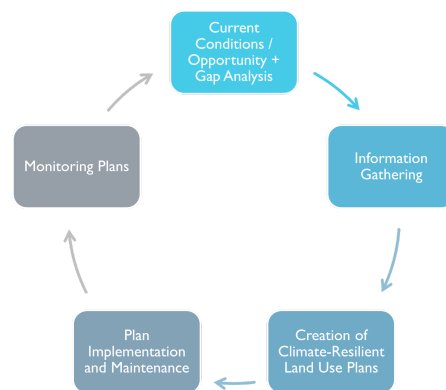 Current
Conditions /
Opportunity +
Gap Analysis
Information
Gathering
Creation of
Climate-Resilient
Land Use Plans
Plan
Implementation
and Maintenance
Monitoring Plans